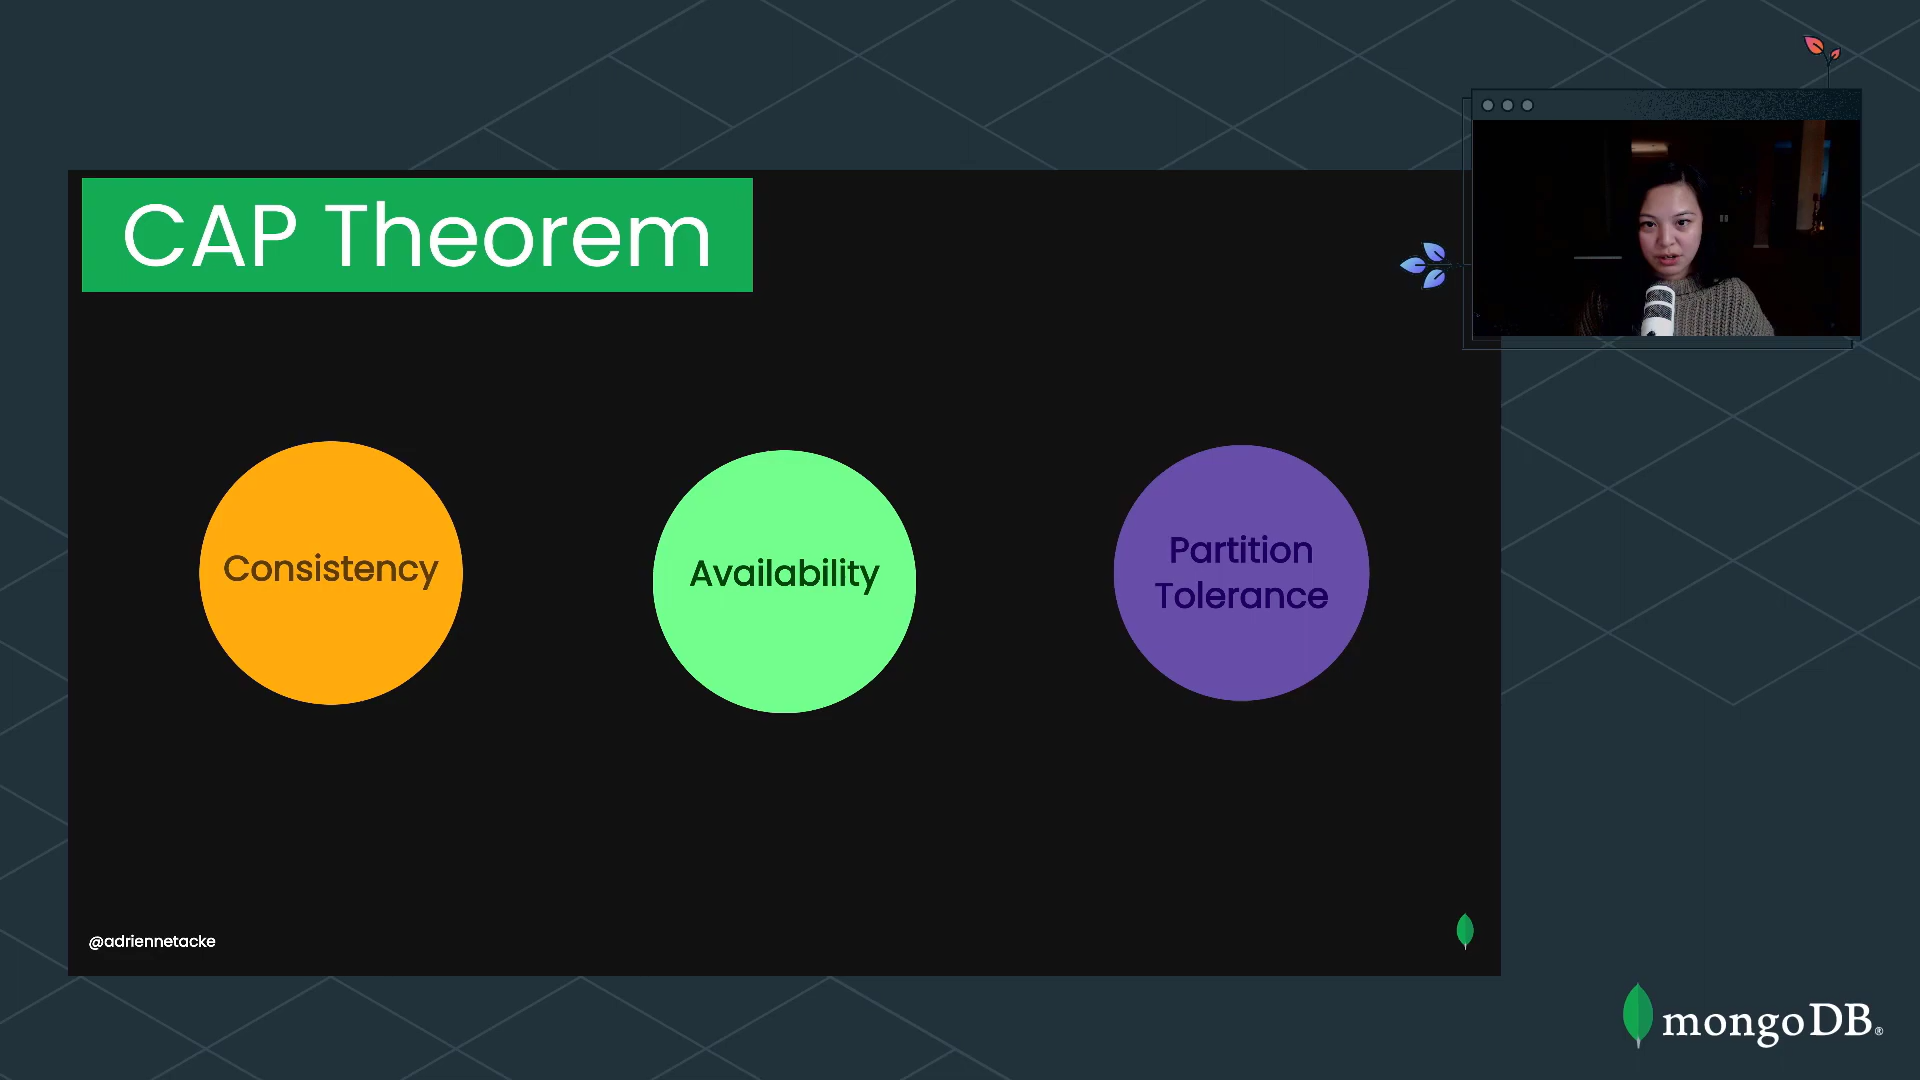 CAP Theorem
Consistency
Availability
Partition
Tolerance
@adriennetacke
mongoDB®